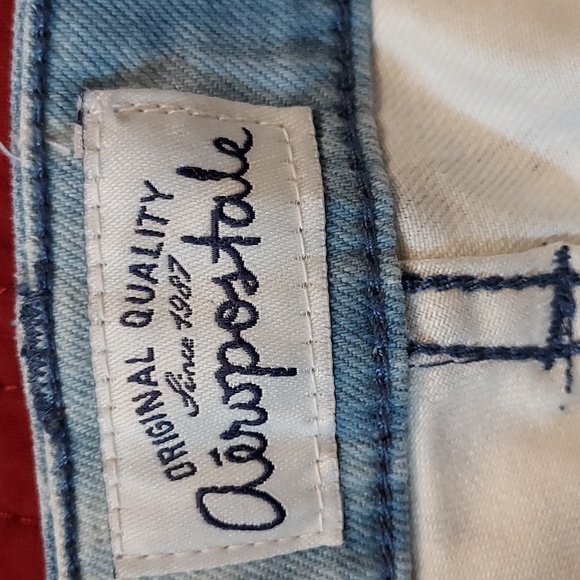 ORIGINAL QUALITY
Since 1987
Aéropostale